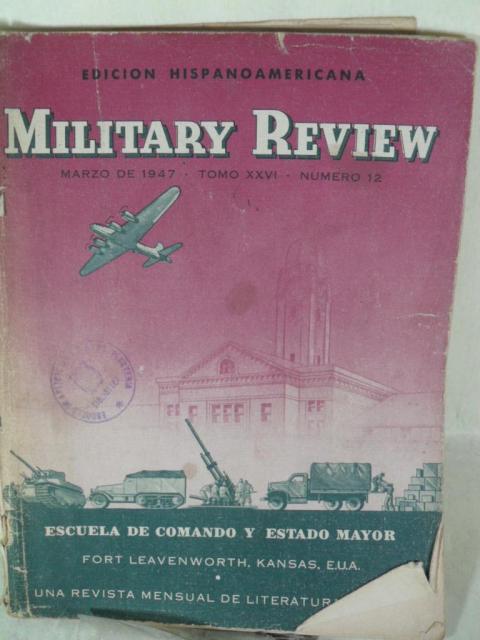 EDICION HISPANOAMERICANA
MILITARY REVIEW
MARZO DE 1947 · TOMO XXVI · NUMERO 12
ESCUELA DE COMANDO Y ESTADO MAYOR
FORT LEAVENWORTH, KANSAS, E.U.A.
UNA REVISTA MENSUAL DE